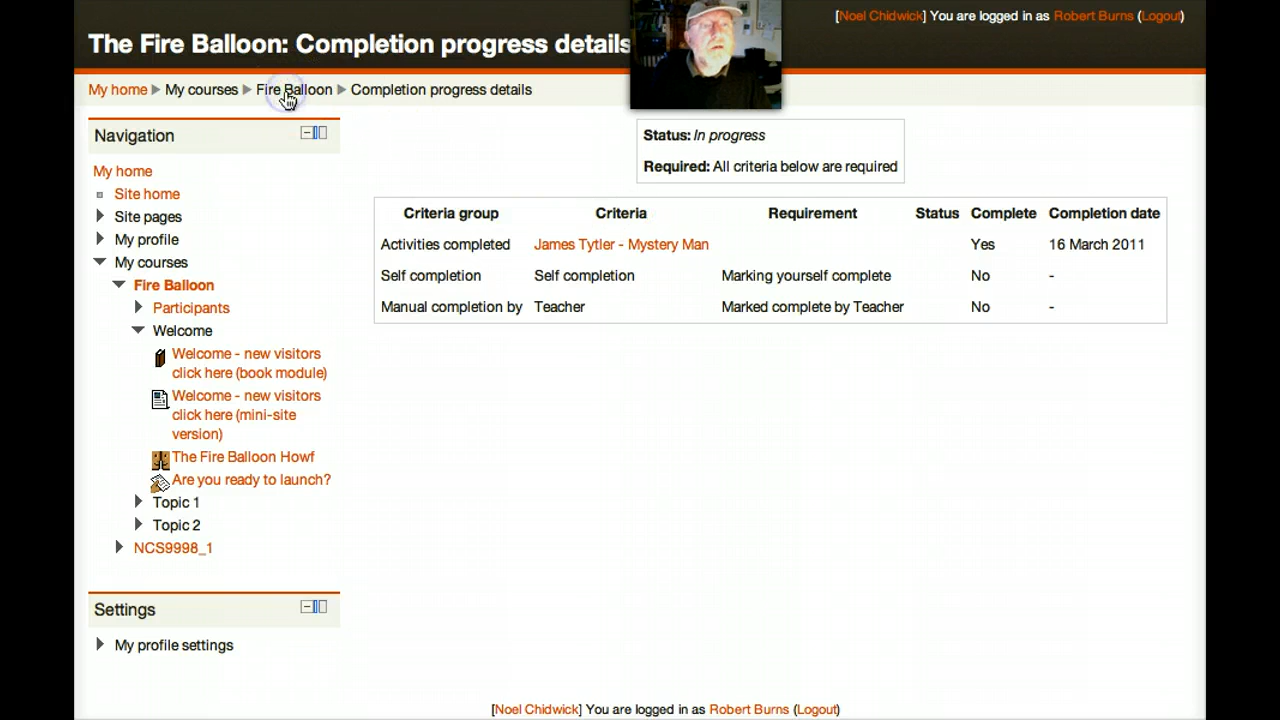 [Noel Chidwick] You are logged in as Robert Burns (Logout)
The Fire Balloon: Completion progress details
My home My courses Fire Balloon Completion progress details
Navigation
My home
Site home
Site pages
My profile
My courses
Fire Balloon
Participants
Welcome
Welcome - new visitors
click here (book module)
Welcome - new visitors
click here (mini-site
version)
The Fire Balloon Howf
Are you ready to launch?
Topic 1
Topic 2
NCS9998_1
Settings
My profile settings
Status: In progress
Required: All criteria below are required
Criteria group Criteria Requirement Status Complete Completion date
Activities completed James Tytler - Mystery Man Yes 16 March 2011
Self completion Self completion Marking yourself complete No -
Manual completion by Teacher Marked complete by Teacher No -
[Noel Chidwick] You are logged in as Robert Burns (Logout)